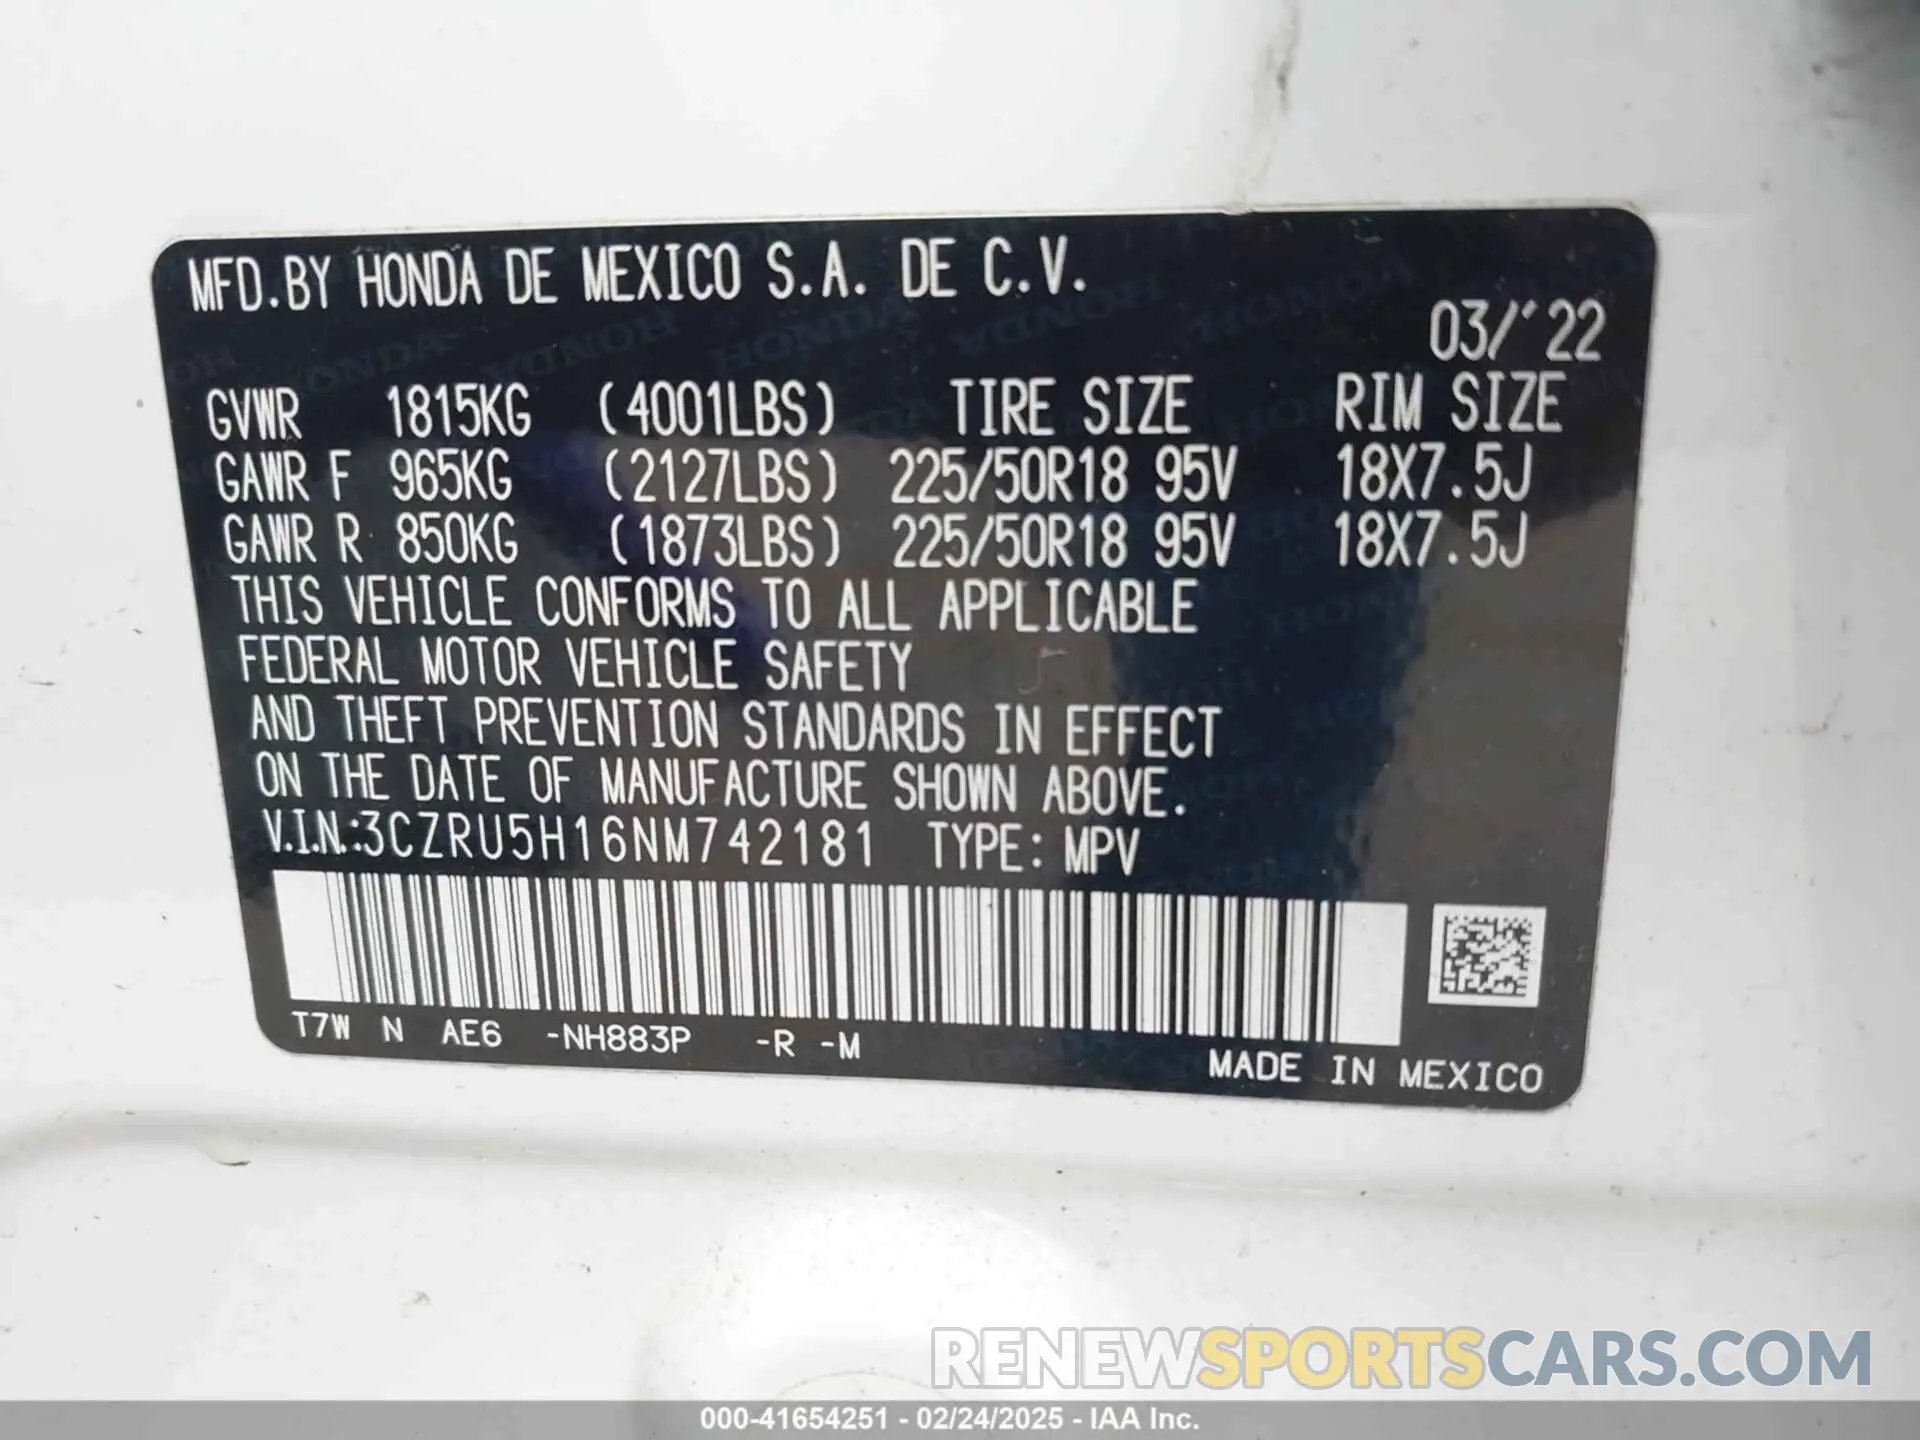 MFD.BY HONDA DE MEXICO S.A. DE C.V.
03/'22
GVWR 1815KG (4001LBS) TIRE SIZE RIM SIZE
GAWR F 965KG (2127LBS) 225/50R18 95V 18X7.5J
GAWR R 850KG (1873LBS) 225/50R18 95V 18X7.5J
THIS VEHICLE CONFORMS TO ALL APPLICABLE
FEDERAL MOTOR VEHICLE SAFETY
AND THEFT PREVENTION STANDARDS IN EFFECT
ON THE DATE OF MANUFACTURE SHOWN ABOVE.
V.I.N.:3CZRU5H16NM742181 TYPE: MPV
T7W N AE6 -NH883P -R -M
MADE IN MEXICO
RENEWSPORTSCARS.COM
000-41654251 - 02/24/2025 - IAA Inc.